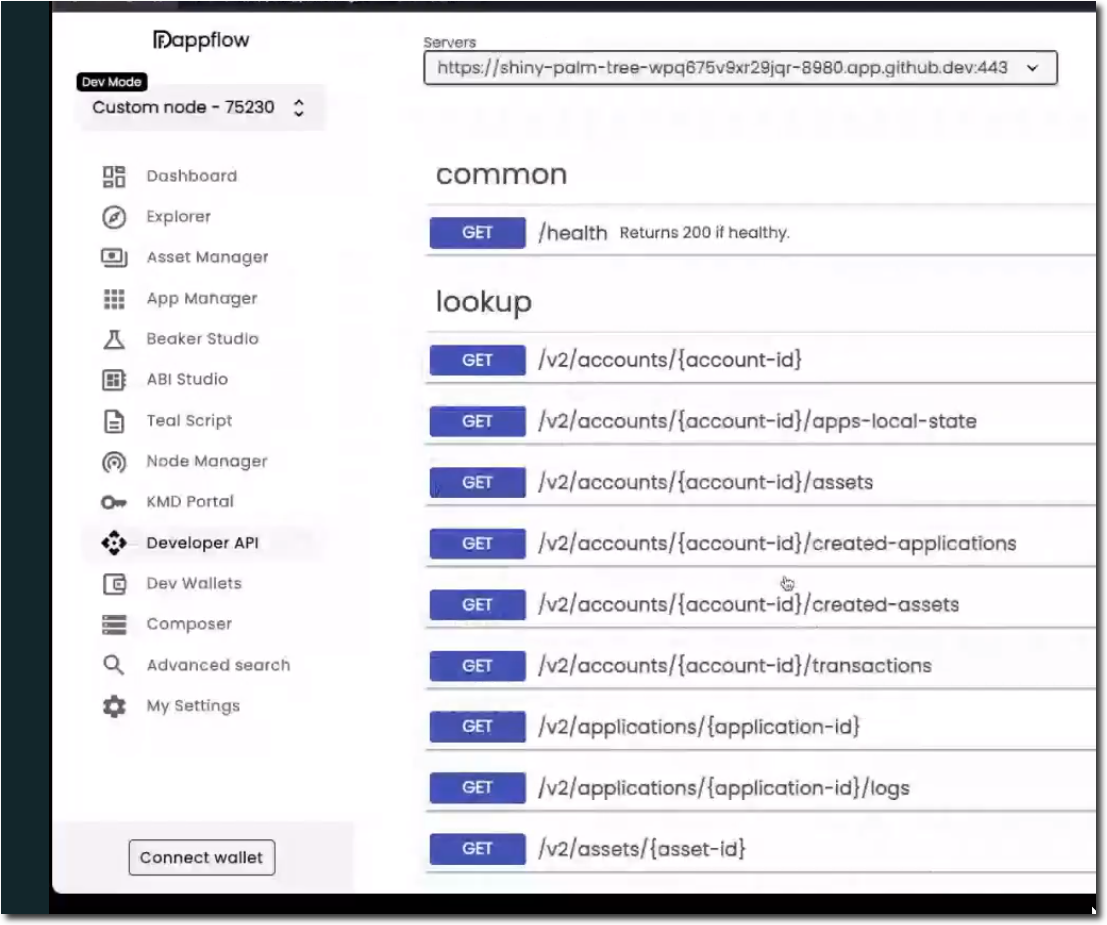 Dappflow
Dev Mode
Custom node - 75230
Dashboard
Explorer
Asset Manager
App Manager
Beaker Studio
ABI Studio
Teal Script
Node Manager
KMD Portal
Developer API
Dev Wallets
Composer
Advanced search
My Settings
Connect wallet
Servers
https://shiny-palm-tree-wpq675v9xr29jqr-8980.app.github.dev:443
common
GET /health Returns 200 if healthy.
lookup
GET /v2/accounts/{account-id}
GET /v2/accounts/{account-id}/apps-local-state
GET /v2/accounts/{account-id}/assets
GET /v2/accounts/{account-id}/created-applications
GET /v2/accounts/{account-id}/created-assets
GET /v2/accounts/{account-id}/transactions
GET /v2/applications/{application-id}
GET /v2/applications/{application-id}/logs
GET /v2/assets/{asset-id}